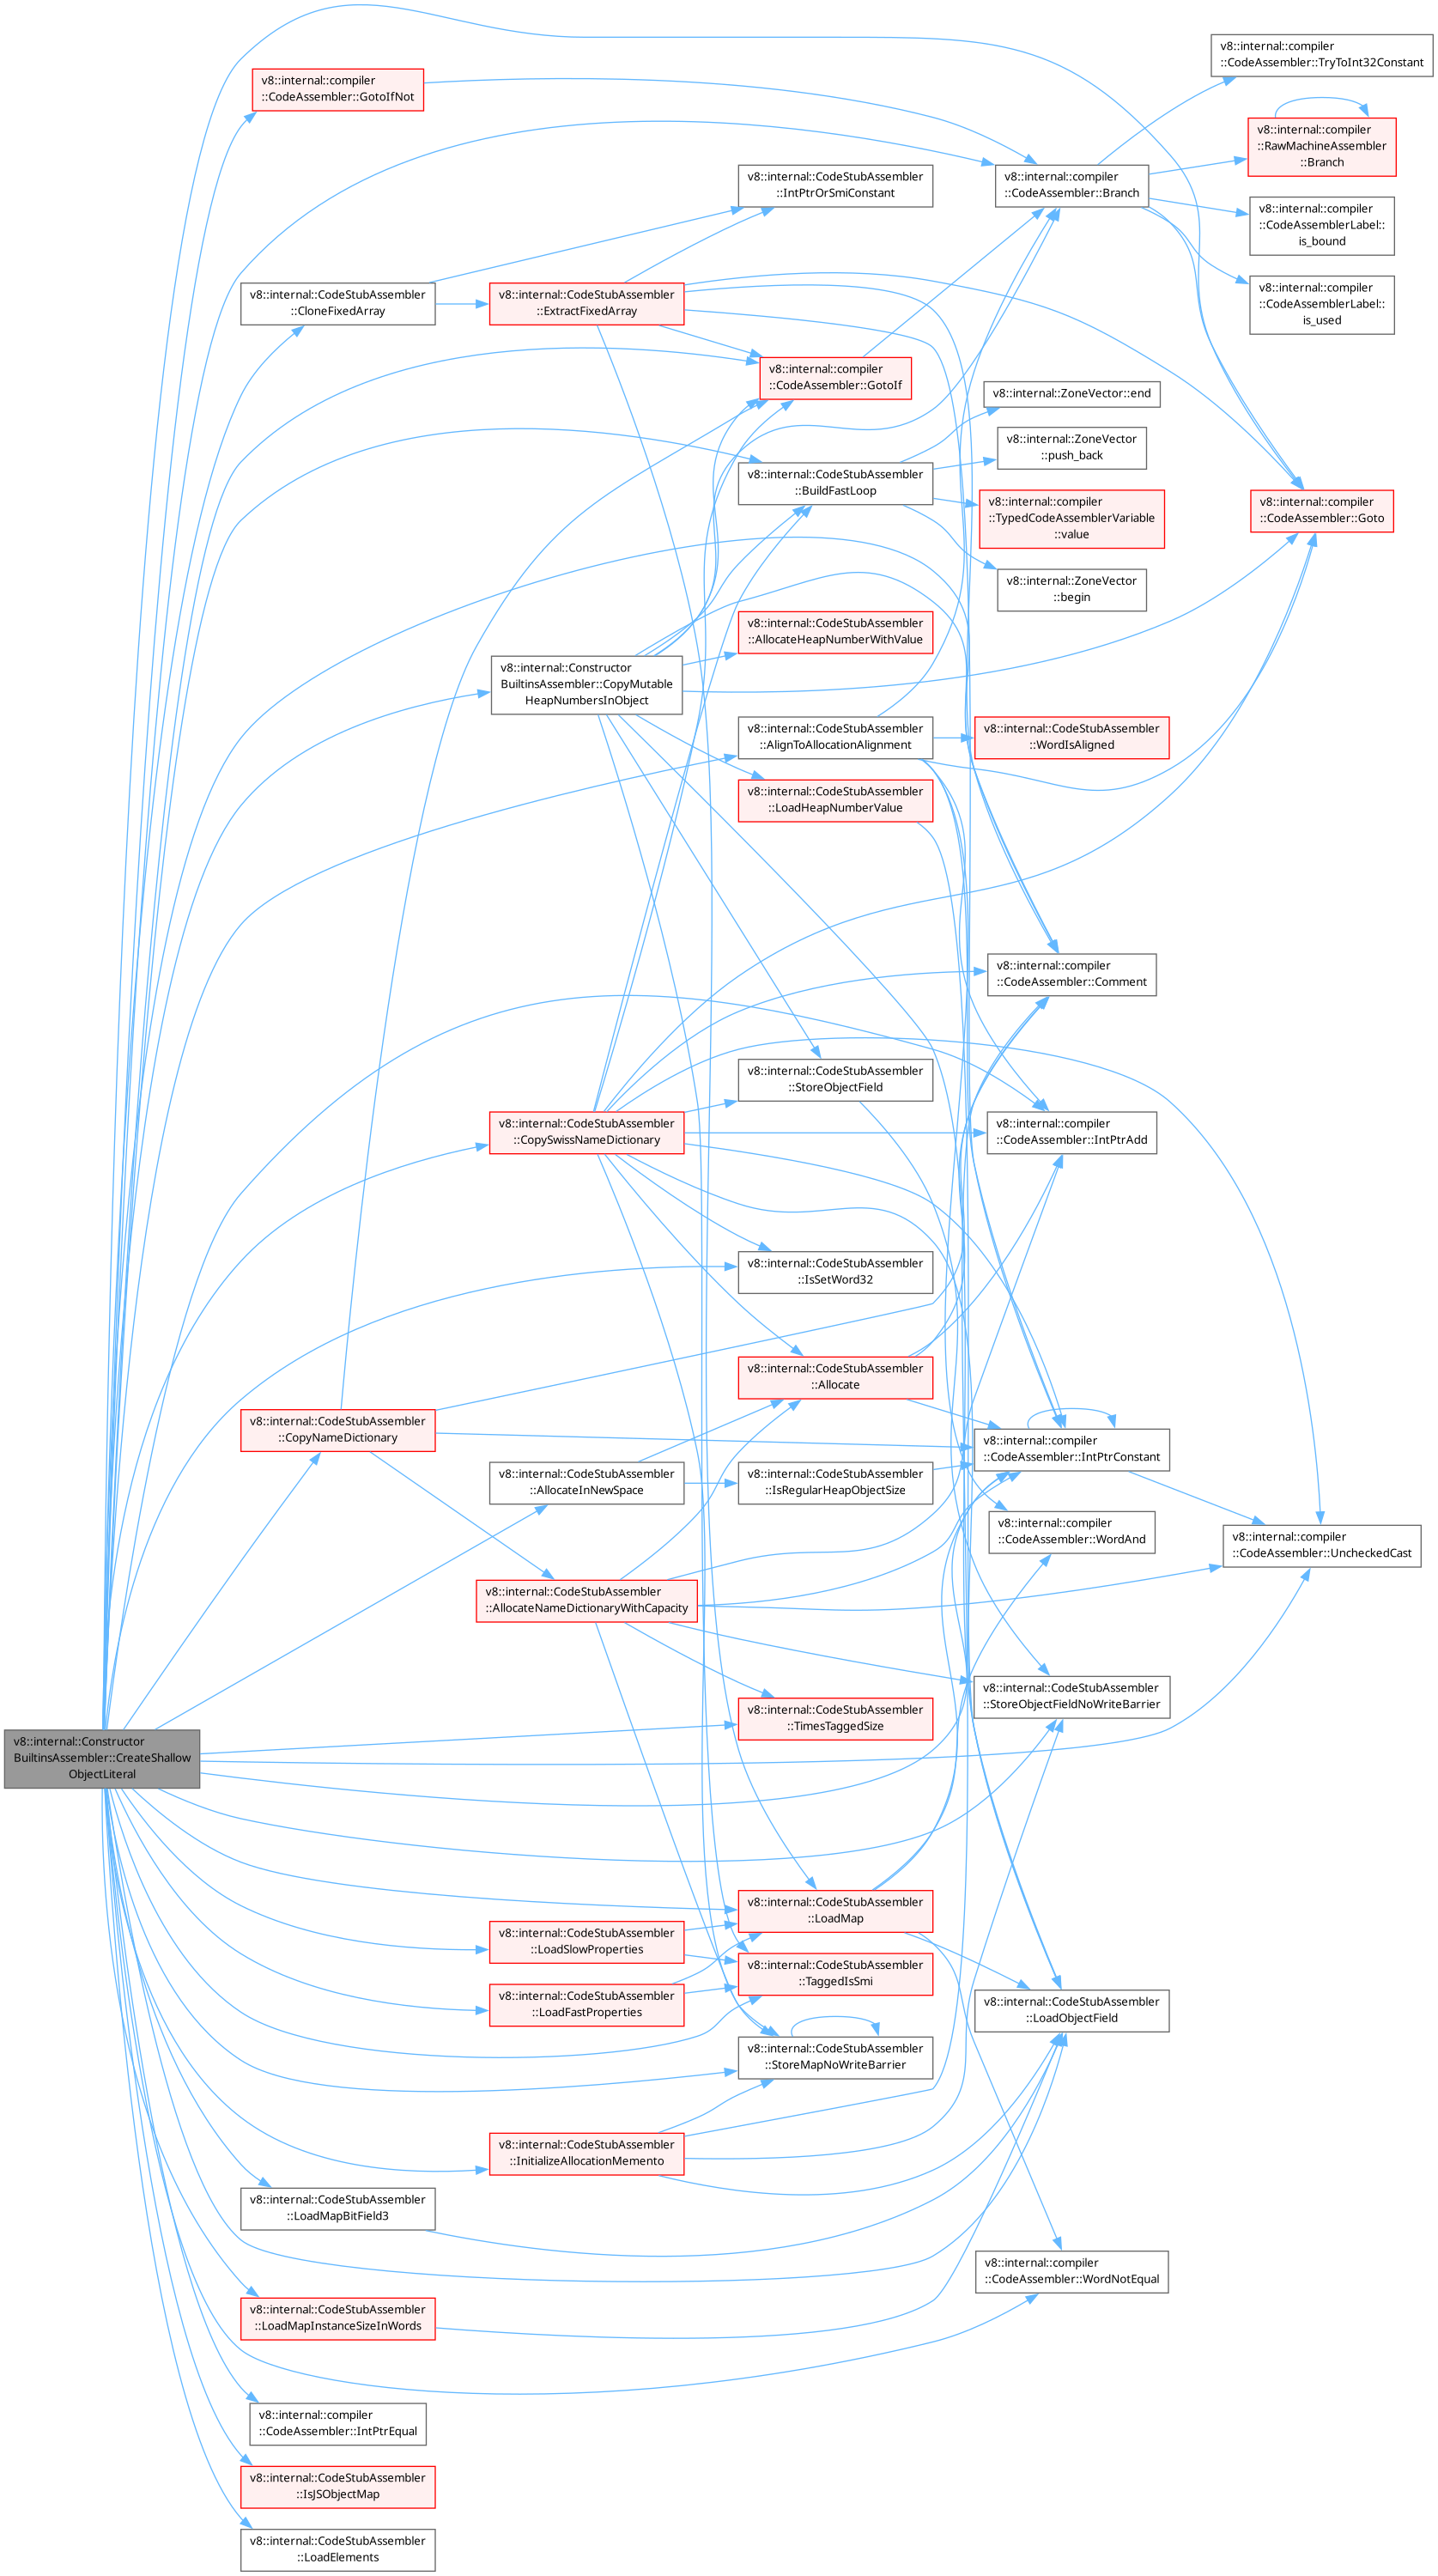 v8::internal::compiler
::CodeAssembler::TryToInt32Constant
v8::internal::compiler
::CodeAssembler::GotoIfNot
v8::internal::compiler
::RawMachineAssembler
::Branch
v8::internal::CodeStubAssembler
::IntPtrOrSmiConstant
v8::internal::compiler
::CodeAssembler::Branch
v8::internal::compiler
::CodeAssemblerLabel::
is_bound
v8::internal::CodeStubAssembler
::CloneFixedArray
v8::internal::CodeStubAssembler
::ExtractFixedArray
v8::internal::compiler
::CodeAssemblerLabel::
is_used
v8::internal::compiler
::CodeAssembler::GotoIf
v8::internal::ZoneVector::end
v8::internal::ZoneVector
::push_back
v8::internal::CodeStubAssembler
::BuildFastLoop
v8::internal::compiler
::TypedCodeAssemblerVariable
::value
v8::internal::compiler
::CodeAssembler::Goto
v8::internal::ZoneVector
::begin
v8::internal::CodeStubAssembler
::AllocateHeapNumberWithValue
v8::internal::Constructor
BuiltinsAssembler::CopyMutable
HeapNumbersInObject
v8::internal::CodeStubAssembler
::AlignToAllocationAlignment
v8::internal::CodeStubAssembler
::WordIsAligned
v8::internal::CodeStubAssembler
::LoadHeapNumberValue
v8::internal::compiler
::CodeAssembler::Comment
v8::internal::CodeStubAssembler
::StoreObjectField
v8::internal::CodeStubAssembler
::CopySwissNameDictionary
v8::internal::compiler
::CodeAssembler::IntPtrAdd
v8::internal::CodeStubAssembler
::IsSetWord32
v8::internal::CodeStubAssembler
::Allocate
v8::internal::CodeStubAssembler
::CopyNameDictionary
v8::internal::compiler
::CodeAssembler::IntPtrConstant
v8::internal::CodeStubAssembler
::AllocateInNewSpace
v8::internal::CodeStubAssembler
::IsRegularHeapObjectSize
v8::internal::compiler
::CodeAssembler::WordAnd
v8::internal::compiler
::CodeAssembler::UncheckedCast
v8::internal::CodeStubAssembler
::AllocateNameDictionaryWithCapacity
v8::internal::CodeStubAssembler
::StoreObjectFieldNoWriteBarrier
v8::internal::CodeStubAssembler
::TimesTaggedSize
v8::internal::Constructor
BuiltinsAssembler::CreateShallow
ObjectLiteral
v8::internal::CodeStubAssembler
::LoadMap
v8::internal::CodeStubAssembler
::LoadSlowProperties
v8::internal::CodeStubAssembler
::TaggedIsSmi
v8::internal::CodeStubAssembler
::LoadFastProperties
v8::internal::CodeStubAssembler
::LoadObjectField
v8::internal::CodeStubAssembler
::StoreMapNoWriteBarrier
v8::internal::CodeStubAssembler
::InitializeAllocationMemento
v8::internal::CodeStubAssembler
::LoadMapBitField3
v8::internal::compiler
::CodeAssembler::WordNotEqual
v8::internal::CodeStubAssembler
::LoadMapInstanceSizeInWords
v8::internal::compiler
::CodeAssembler::IntPtrEqual
v8::internal::CodeStubAssembler
::IsJSObjectMap
v8::internal::CodeStubAssembler
::LoadElements